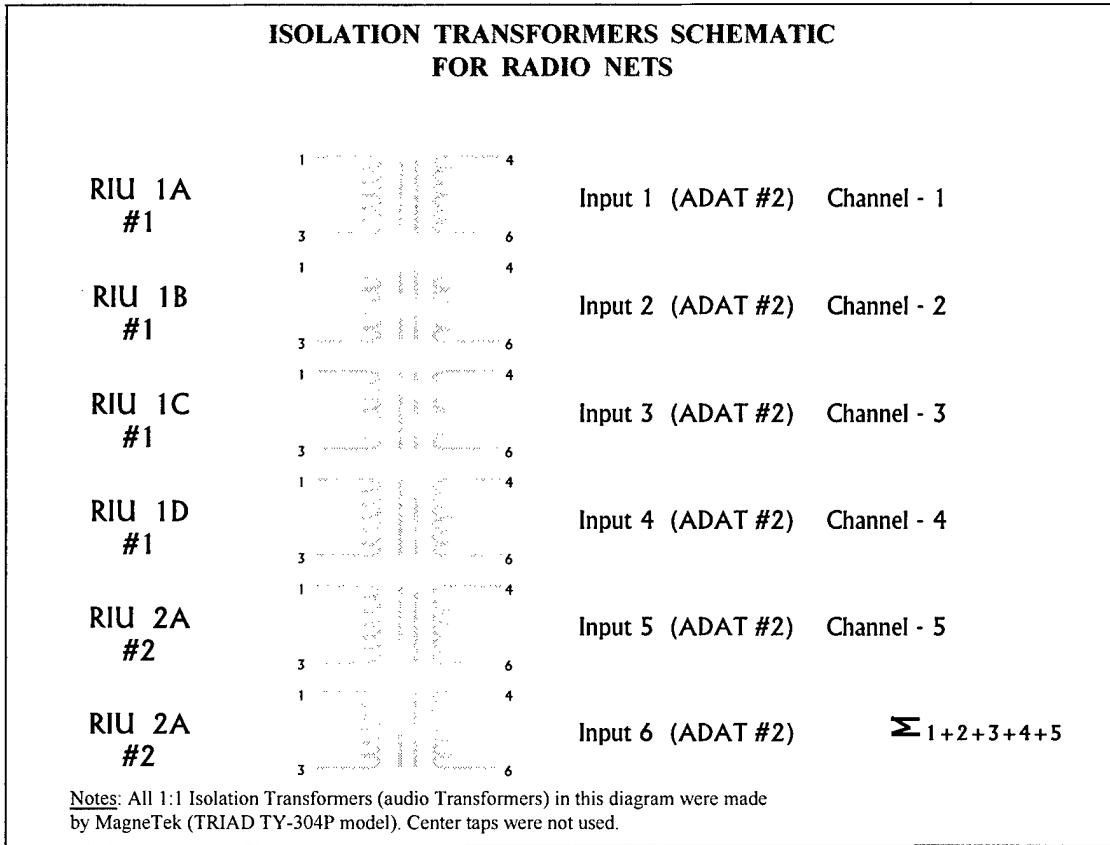 ISOLATION TRANSFORMERS SCHEMATIC
FOR RADIO NETS
1 4
RIU 1A Input 1 (ADAT #2) Channel - 1
#1
3 6
1 4
RIU 1B Input 2 (ADAT #2) Channel - 2
#1
3 6
1 4
RIU 1C Input 3 (ADAT #2) Channel - 3
#1
3 6
1 4
RIU 1D Input 4 (ADAT #2) Channel - 4
#1
3 6
1 4
RIU 2A Input 5 (ADAT #2) Channel - 5
#2
3 6
1 4
RIU 2A Input 6 (ADAT #2) Σ 1+2+3+4+5
#2
3 6
Notes: All 1:1 Isolation Transformers (audio Transformers) in this diagram were made
by MagneTek (TRIAD TY-304P model). Center taps were not used.